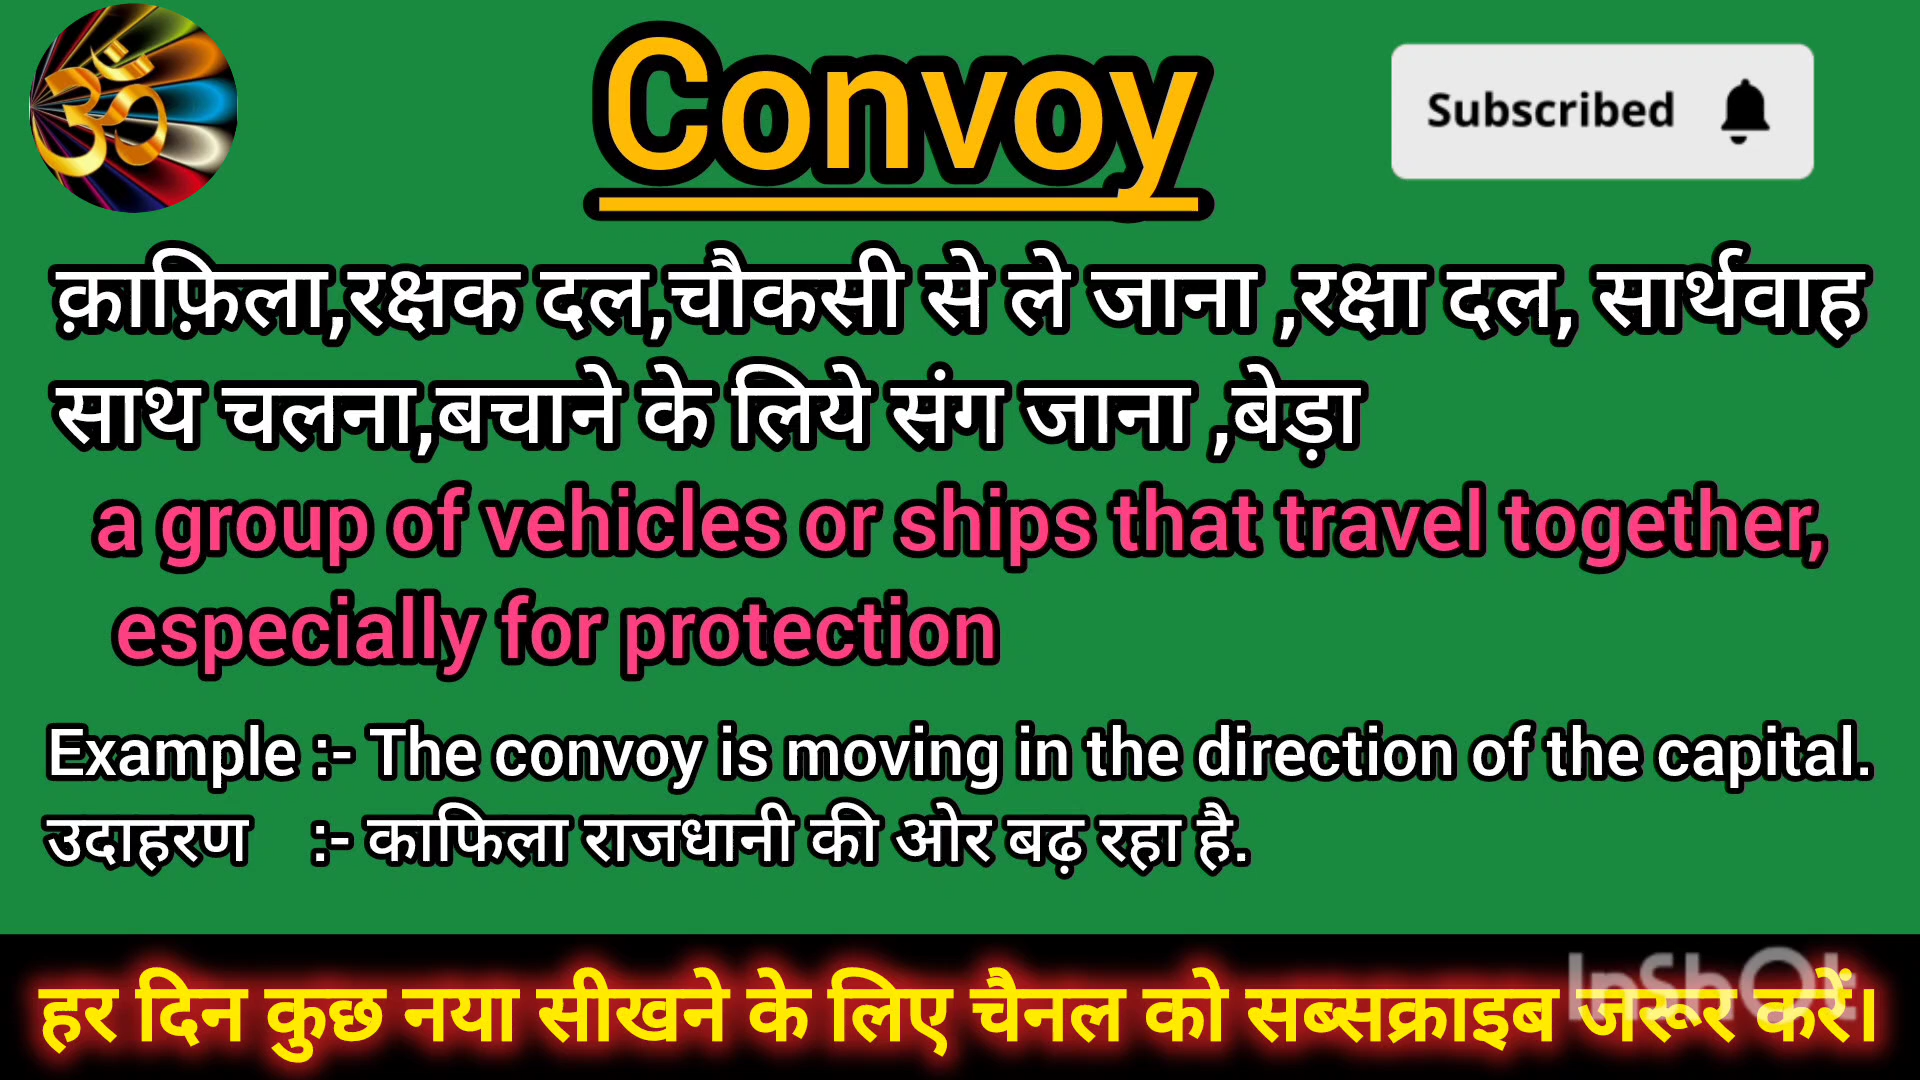 Convoy
Subscribed
क़ाफ़िला,रक्षक दल,चौकसी से ले जाना ,रक्षा दल, सार्थवाह
साथ चलना,बचाने के लिये संग जाना ,बेड़ा
a group of vehicles or ships that travel together,
especially for protection
Example :- The convoy is moving in the direction of the capital.
उदाहरण :- काफिला राजधानी की ओर बढ़ रहा है.
हर दिन कुछ नया सीखने के लिए चैनल को सब्सक्राइब जरूर करें।
InShOt
ॐ